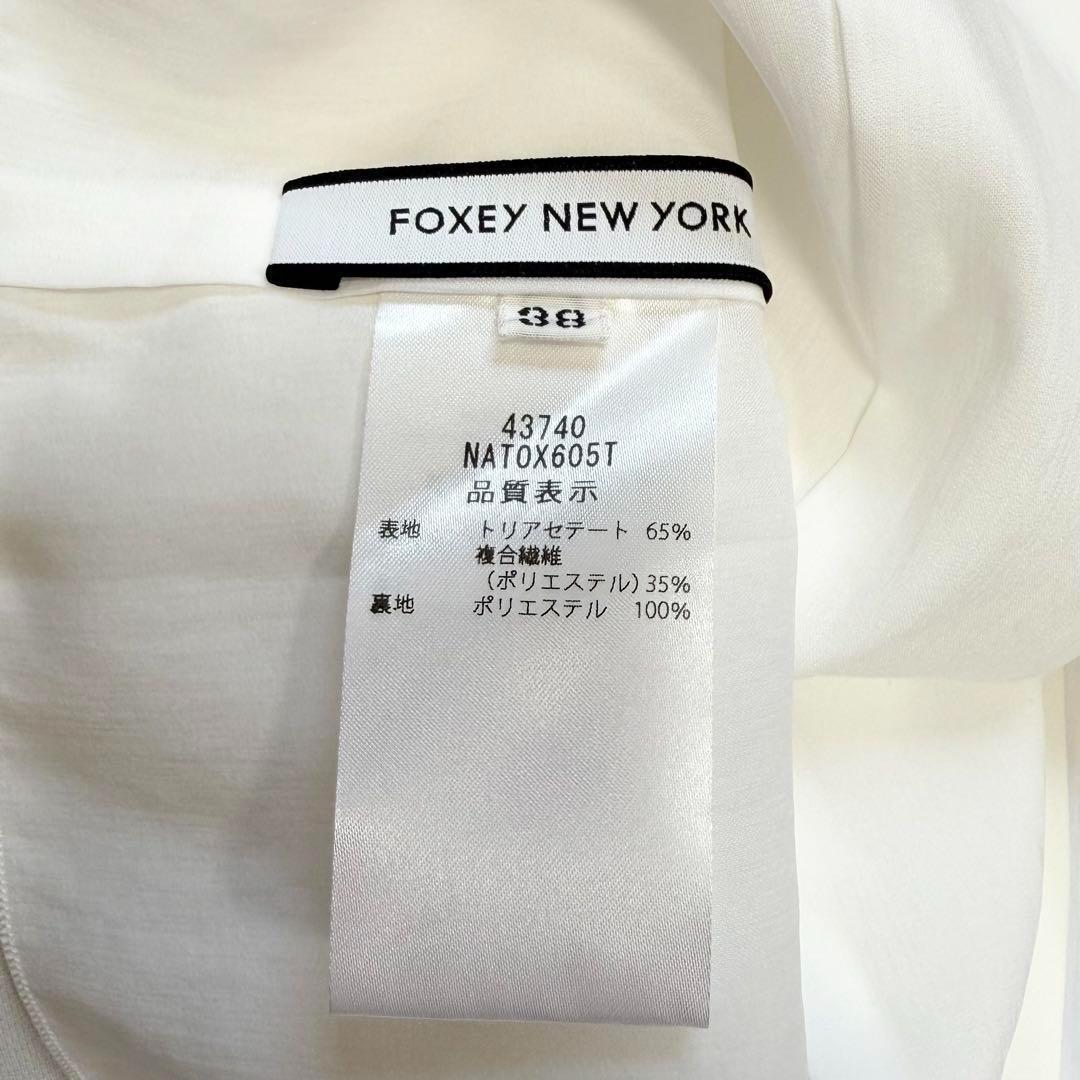 FOXEY NEW YORK
38
43740
NATOX605T
品質表示
表地 トリアセテート 65%
複合繊維
(ポリエステル) 35%
裏地 ポリエステル 100%